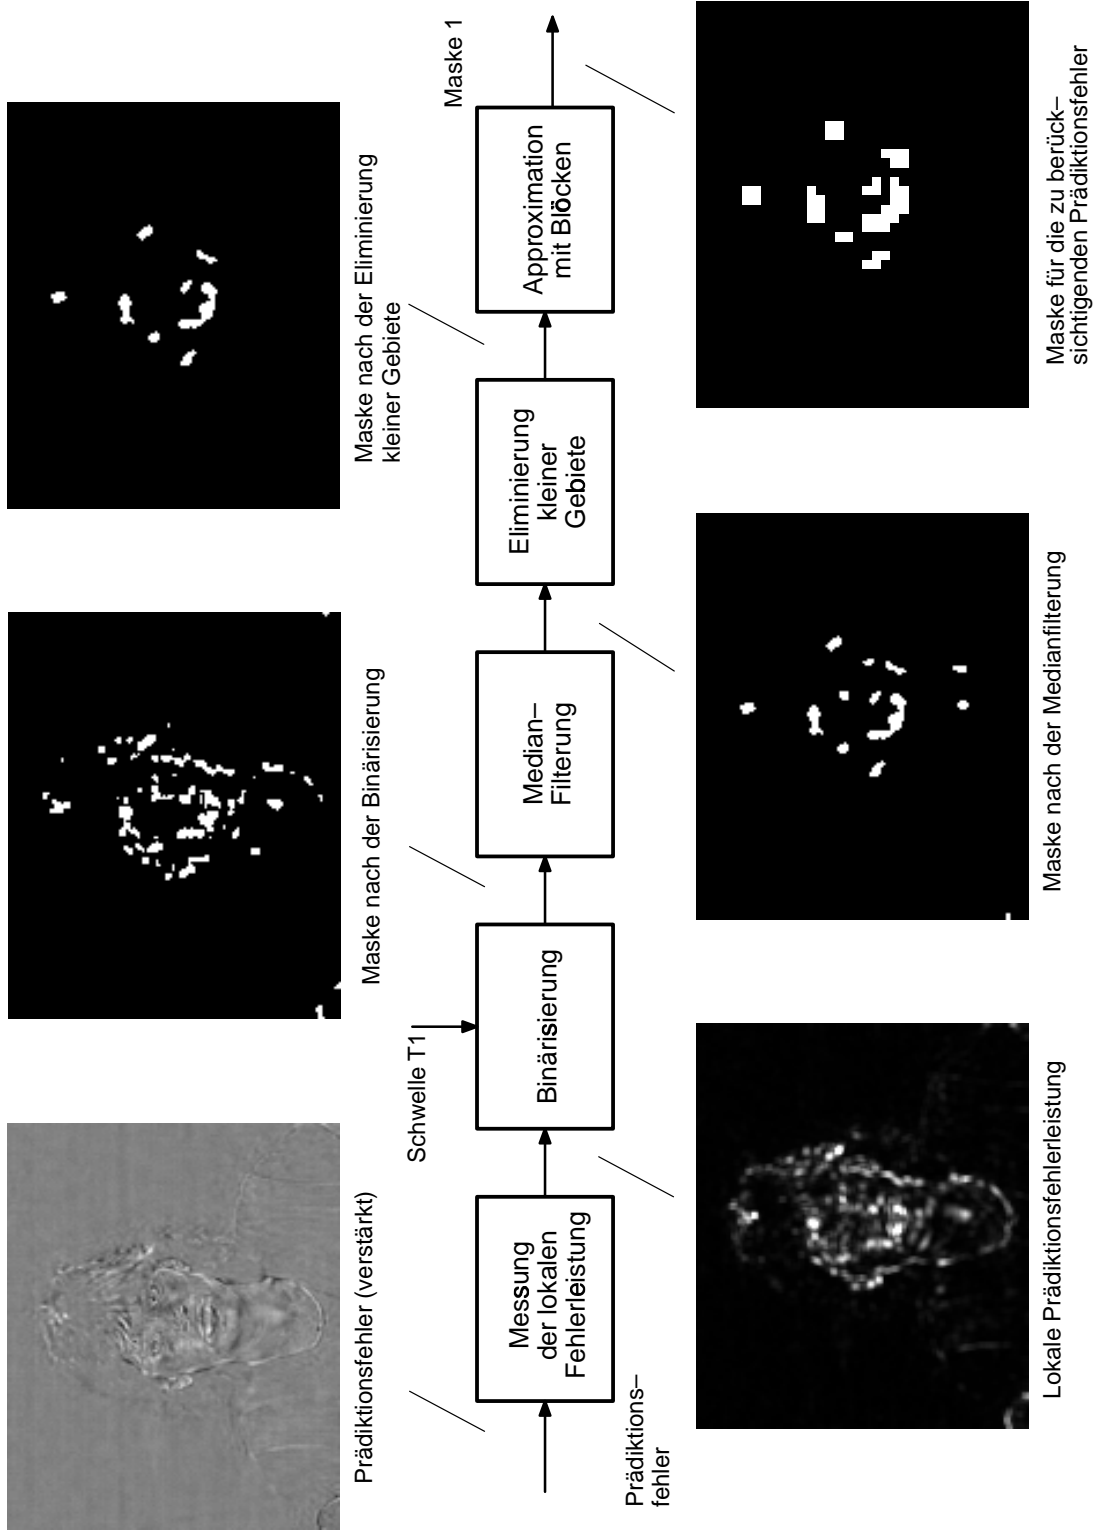 Prädiktionsfehler (verstärkt)
Maske nach der Binärisierung
Maske nach der Eliminierung
kleiner Gebiete
Schwelle T1
Maske 1
Prädiktions–
fehler
Messung
der lokalen
Fehlerleistung
Binärisierung
Median–
Filterung
Eliminierung
kleiner
Gebiete
Approximation
mit Blöcken
Lokale Prädiktionsfehlerleistung
Maske nach der Medianfilterung
Maske für die zu berück–
sichtigenden Prädiktionsfehler